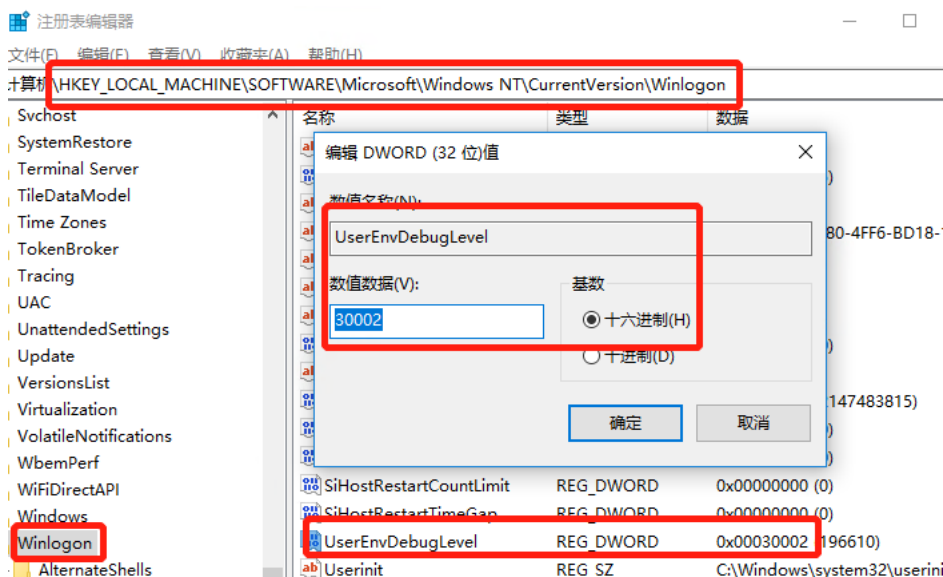 注册表编辑器
文件(F) 编辑(E) 查看(V) 收藏夹(A) 帮助(H)
计算机\HKEY_LOCAL_MACHINE\SOFTWARE\Microsoft\Windows NT\CurrentVersion\Winlogon
Svchost
SystemRestore
Terminal Server
TileDataModel
Time Zones
TokenBroker
Tracing
UAC
UnattendedSettings
Update
VersionsList
Virtualization
VolatileNotifications
WbemPerf
WiFiDirectAPI
Windows
Winlogon
AlternateShells
名称 类型 数据
编辑 DWORD (32 位)值
数值名称(N):
UserEnvDebugLevel
数值数据(V):
30002
基数
十六进制(H)
十进制(D)
确定 取消
80-4FF6-BD18-
147483815)
SiHostRestartCountLimit REG_DWORD 0x00000000 (0)
SiHostRestartTimeGap REG_DWORD 0x00000000 (0)
UserEnvDebugLevel REG_DWORD 0x00030002 (196610)
Userinit REG_SZ C:\Windows\system32\userini